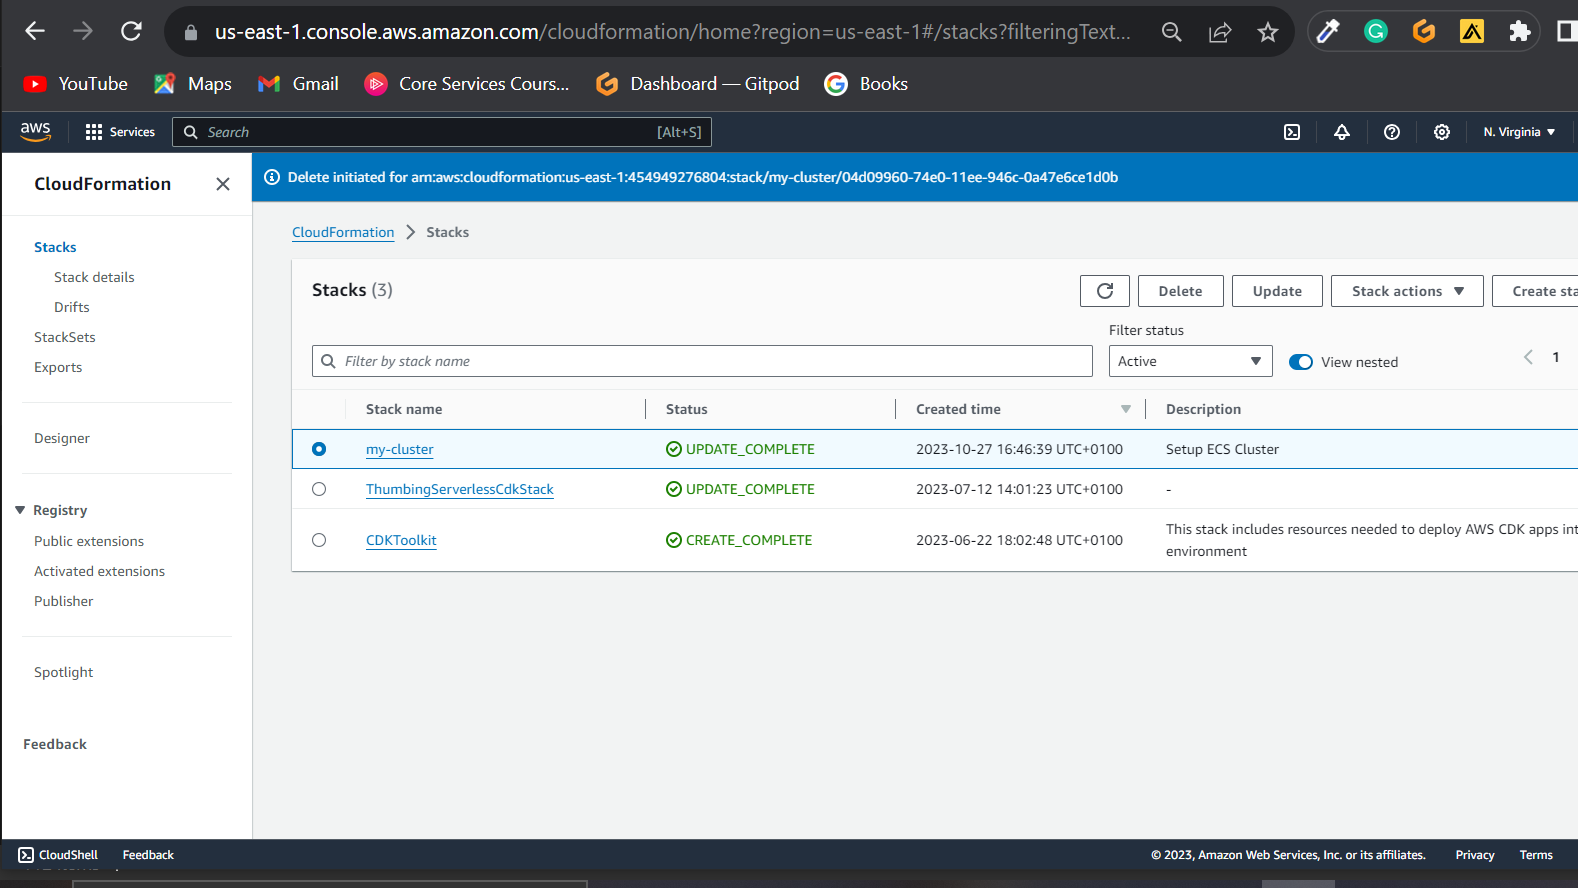 us-east-1.console.aws.amazon.com/cloudformation/home?region=us-east-1#/stacks?filteringText...
YouTube Maps Gmail Core Services Cours... Dashboard — Gitpod Books
aws Services Search [Alt+S] N. Virginia
CloudFormation
Delete initiated for arn:aws:cloudformation:us-east-1:454949276804:stack/my-cluster/04d09960-74e0-11ee-946c-0a47e6ce1d0b
Stacks
Stack details
Drifts
StackSets
Exports
Designer
Registry
Public extensions
Activated extensions
Publisher
Spotlight
Feedback
CloudFormation Stacks
Stacks (3)
Delete Update Stack actions Create sta
Filter status
Filter by stack name Active View nested 1
Stack name Status Created time Description
my-cluster UPDATE_COMPLETE 2023-10-27 16:46:39 UTC+0100 Setup ECS Cluster
ThumbingServerlessCdkStack UPDATE_COMPLETE 2023-07-12 14:01:23 UTC+0100 -
CDKToolkit CREATE_COMPLETE 2023-06-22 18:02:48 UTC+0100 This stack includes resources needed to deploy AWS CDK apps int
environment
CloudShell Feedback © 2023, Amazon Web Services, Inc. or its affiliates. Privacy Terms